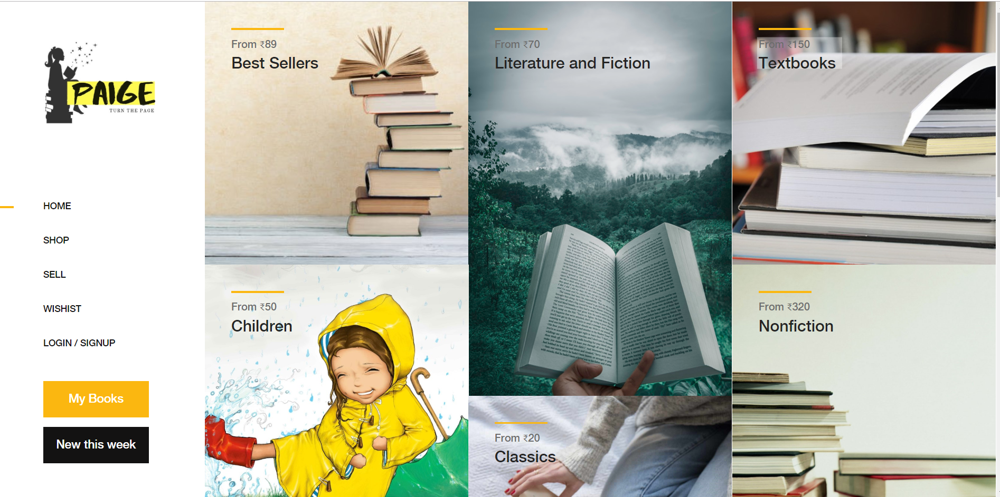 PAIGE
TURN THE PAGE
HOME
SHOP
SELL
WISHIST
LOGIN / SIGNUP
My Books
New this week
From ₹89
Best Sellers
From ₹70
Literature and Fiction
From ₹150
Textbooks
From ₹50
Children
From ₹320
Nonfiction
From ₹20
Classics